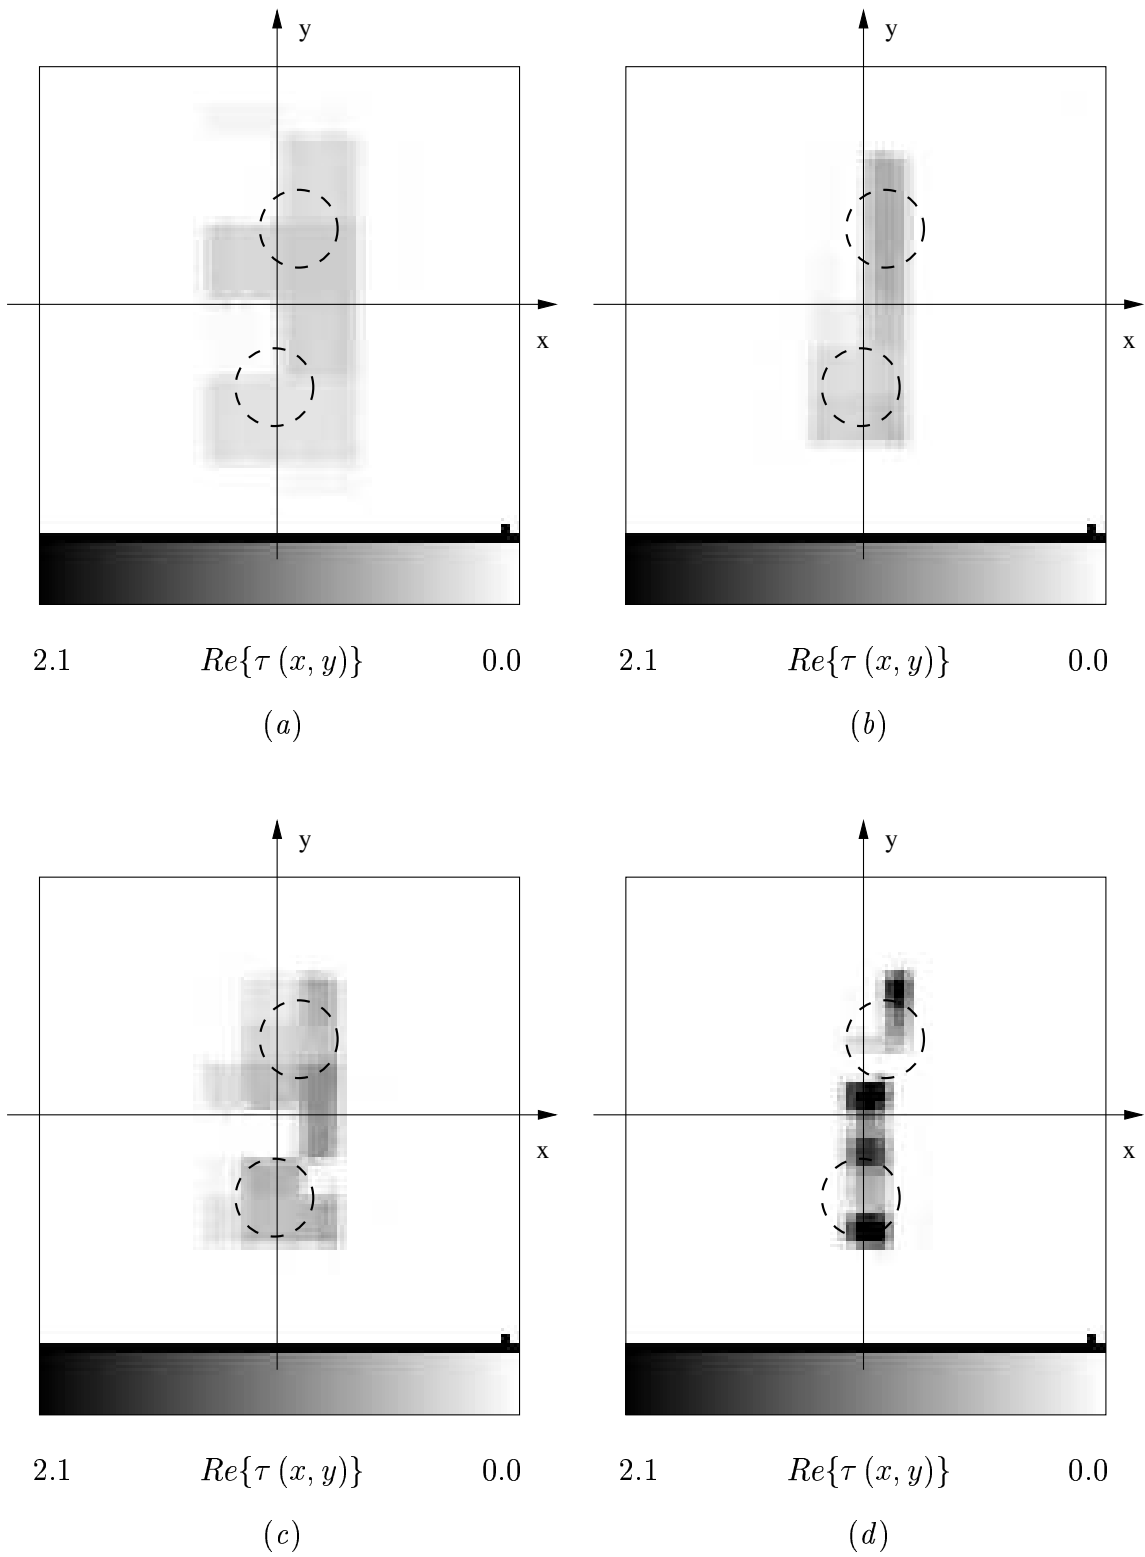 y
y
x
x
2.1 Re{τ (x, y)} 0.0
2.1 Re{τ (x, y)} 0.0
(a)
(b)
y
y
x
x
2.1 Re{τ (x, y)} 0.0
2.1 Re{τ (x, y)} 0.0
(c)
(d)